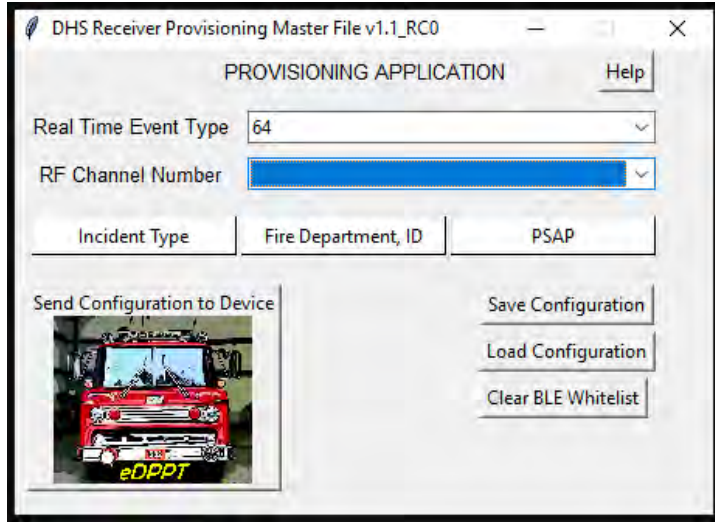 DHS Receiver Provisioning Master File v1.1_RC0
PROVISIONING APPLICATION
Help
Real Time Event Type
64
RF Channel Number
Incident Type
Fire Department, ID
PSAP
Send Configuration to Device
Save Configuration
Load Configuration
Clear BLE Whitelist
eDPPT